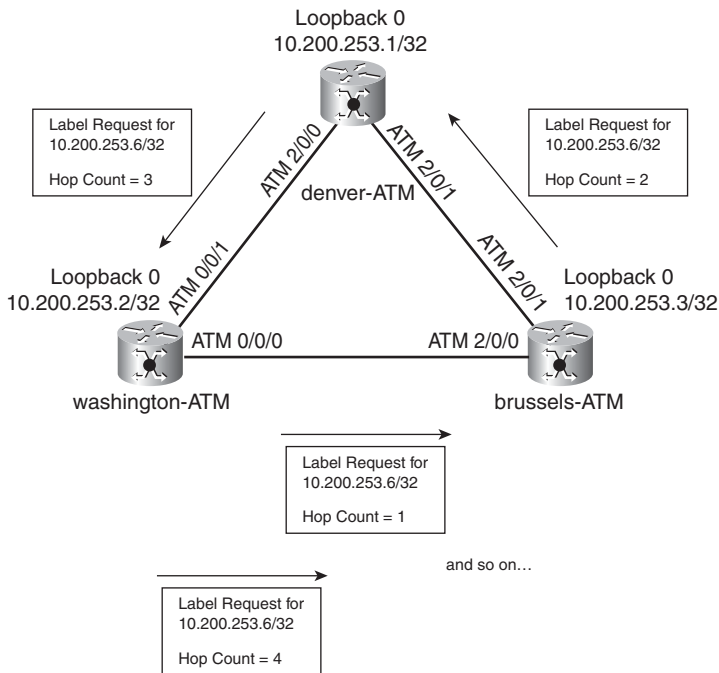 Loopback 0
10.200.253.1/32
Label Request for
10.200.253.6/32
Hop Count = 3
ATM 2/0/0
ATM 2/0/1
Label Request for
10.200.253.6/32
Hop Count = 2
denver-ATM
Loopback 0
10.200.253.2/32
ATM 0/0/1
ATM 2/0/1
Loopback 0
10.200.253.3/32
ATM 0/0/0
ATM 2/0/0
washington-ATM
brussels-ATM
Label Request for
10.200.253.6/32
Hop Count = 1
and so on…
Label Request for
10.200.253.6/32
Hop Count = 4